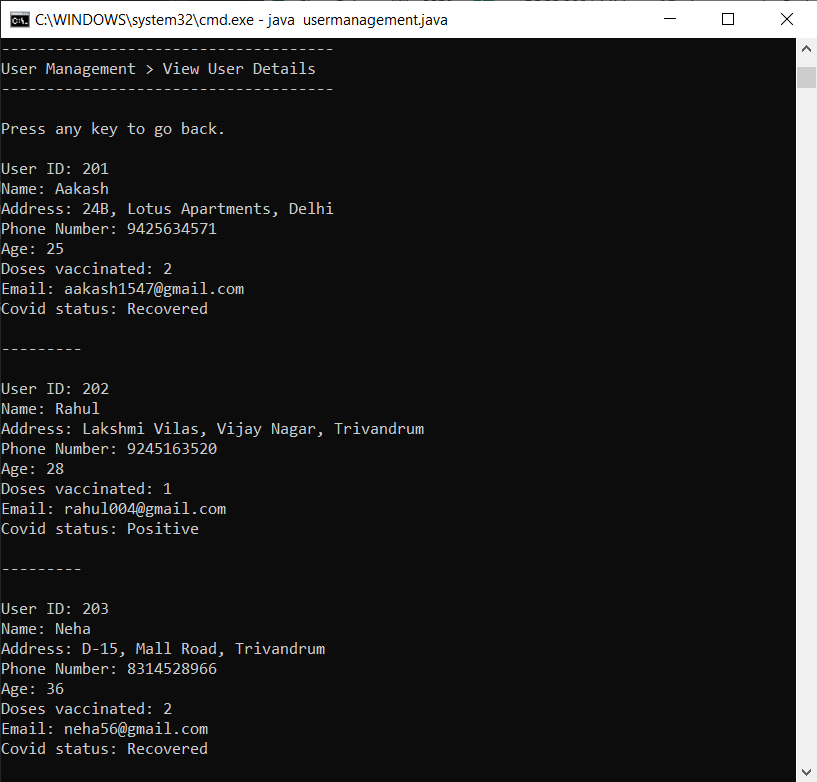 C:\WINDOWS\system32\cmd.exe - java  usermanagement.java
-------------------------------------
User Management > View User Details
-------------------------------------
Press any key to go back.
User ID: 201
Name: Aakash
Address: 24B, Lotus Apartments, Delhi
Phone Number: 9425634571
Age: 25
Doses vaccinated: 2
Email: aakash1547@gmail.com
Covid status: Recovered
---------
User ID: 202
Name: Rahul
Address: Lakshmi Vilas, Vijay Nagar, Trivandrum
Phone Number: 9245163520
Age: 28
Doses vaccinated: 1
Email: rahul004@gmail.com
Covid status: Positive
---------
User ID: 203
Name: Neha
Address: D-15, Mall Road, Trivandrum
Phone Number: 8314528966
Age: 36
Doses vaccinated: 2
Email: neha56@gmail.com
Covid status: Recovered